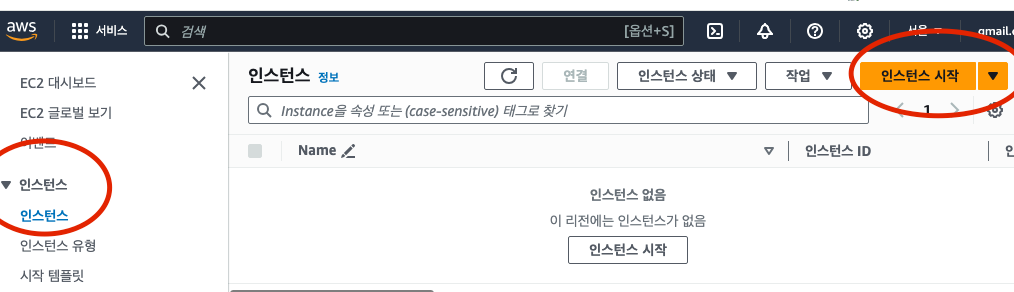 aws
서비스
검색
[옵션+S]
서울
gmail.c
EC2 대시보드
EC2 글로벌 보기
이벤트
인스턴스
인스턴스
인스턴스 유형
시작 템플릿
인스턴스 정보
연결
인스턴스 상태
작업
인스턴스 시작
Instance을 속성 또는 (case-sensitive) 태그로 찾기
1
Name
인스턴스 ID
인스턴스 없음
이 리전에는 인스턴스가 없음
인스턴스 시작